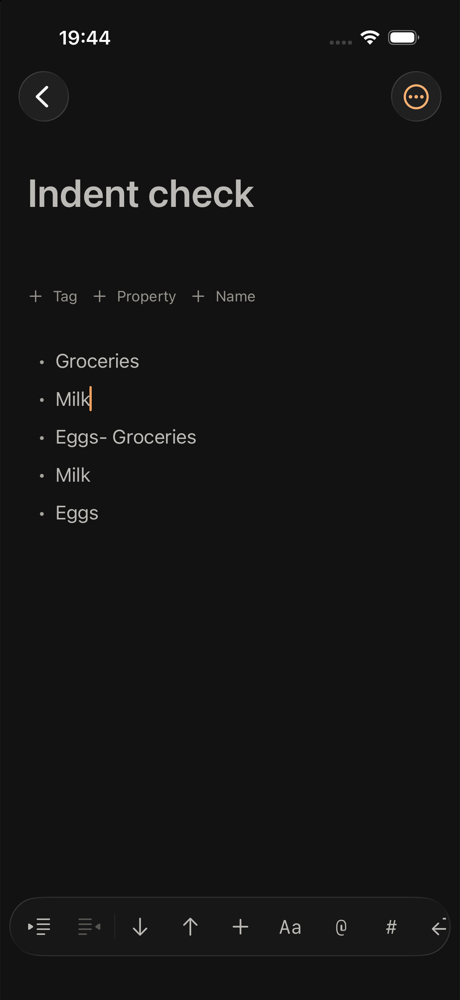 19:44
Indent check
+ Tag + Property + Name
• Groceries
• Milk
• Eggs- Groceries
• Milk
• Eggs
Aa @ #